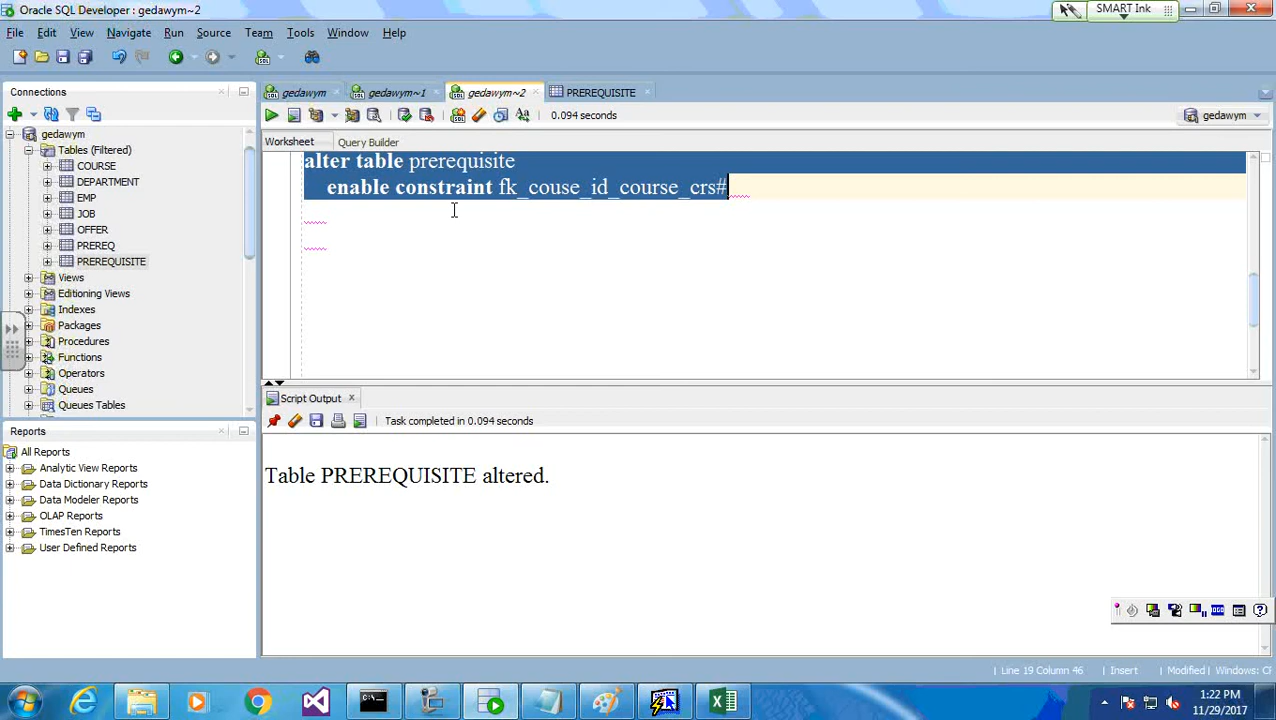 Oracle SQL Developer : gedawym~2
SMART Ink
File Edit View Navigate Run Source Team Tools Window Help
Connections
gedawym
gedawym~1
gedawym~2
PREREQUISITE
0.094 seconds
gedawym
Worksheet
Query Builder
gedawym
Tables (Filtered)
COURSE
DEPARTMENT
EMP
JOB
OFFER
PREREQ
PREREQUISITE
Views
Editioning Views
Indexes
Packages
Procedures
Functions
Operators
Queues
Queues Tables
alter table prerequisite
enable constraint fk_couse_id_course_crs#
Script Output
Task completed in 0.094 seconds
Table PREREQUISITE altered.
Reports
All Reports
Analytic View Reports
Data Dictionary Reports
Data Modeler Reports
OLAP Reports
TimesTen Reports
User Defined Reports
Line 19 Column 46
Insert
Modified
Windows: CF
1:22 PM
11/29/2017